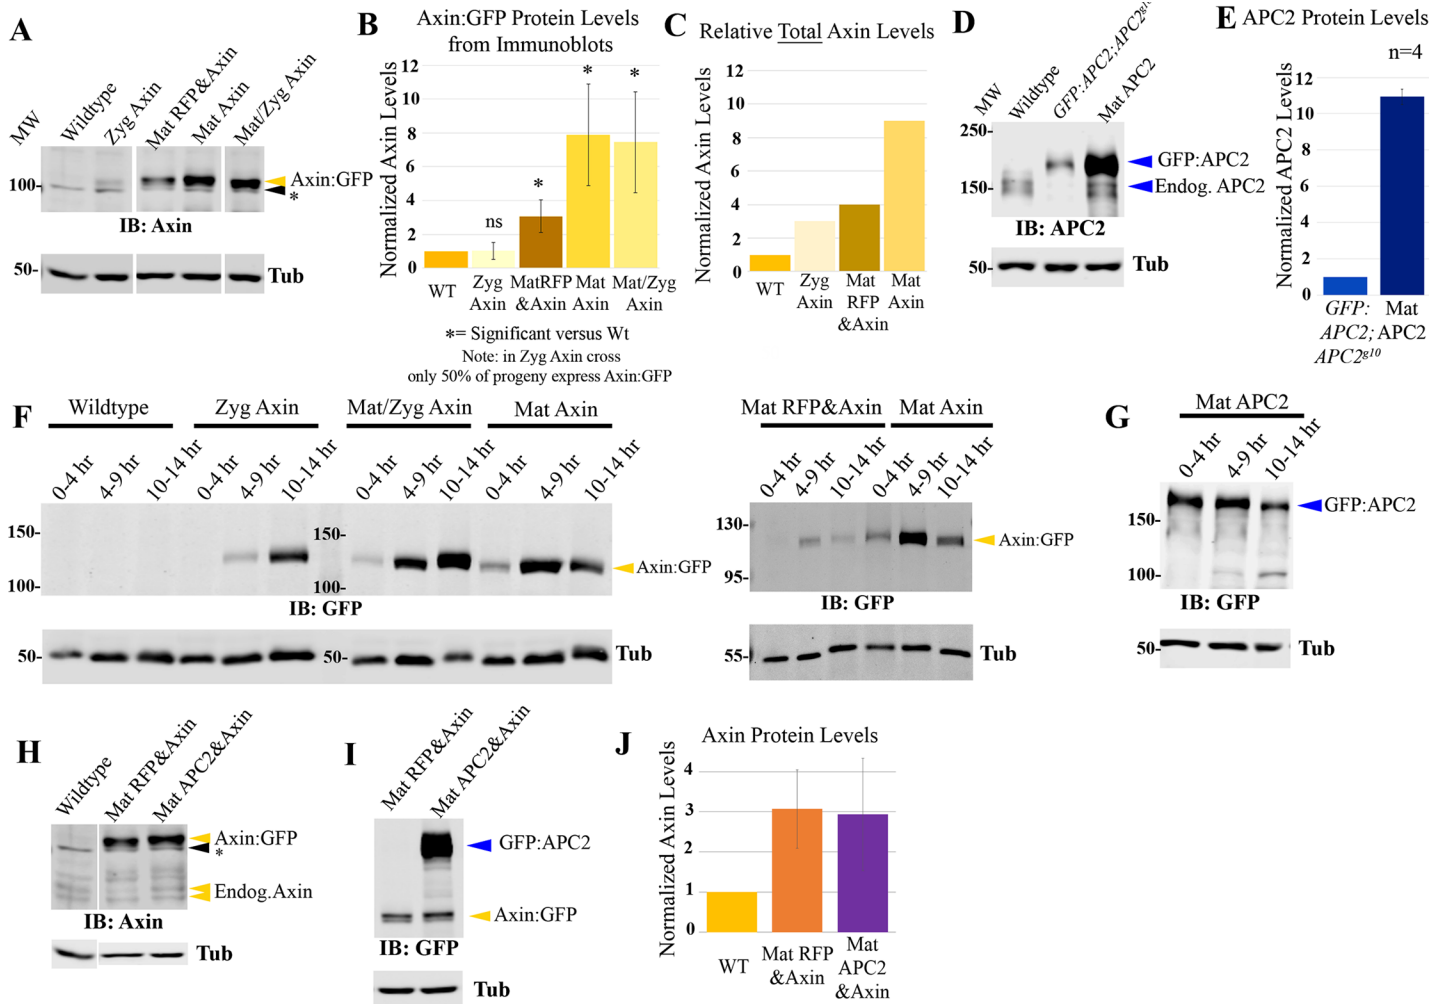 A
MW
Wildtype
Zyg Axin
Mat RFP&Axin
Mat Axin
Mat/Zyg Axin
100-
Axin:GFP
*
IB: Axin
50-
Tub
B
Axin:GFP Protein Levels
from Immunoblots
Normalized Axin Levels
12
10
8
6
4
2
0
ns
*
*
*
WT
Zyg
Axin
MatRFP
&Axin
Mat
Axin
Mat/Zyg
Axin
*= Significant versus Wt
Note: in Zyg Axin cross
only 50% of progeny express Axin:GFP
C
Relative Total Axin Levels
Normalized Axin Levels
12
10
8
6
4
2
0
WT
Zyg
Axin
Mat
RFP
&Axin
Mat
Axin
D
MW
Wildtype
GFP:APC2;APC2g10
Mat APC2
250-
150-
GFP:APC2
Endog. APC2
IB: APC2
50-
Tub
E
APC2 Protein Levels
n=4
Normalized APC2 Levels
12
10
8
6
4
2
0
GFP:
APC2;
APC2g10
Mat
APC2
F
Wildtype
Zyg Axin
Mat/Zyg Axin
Mat Axin
0-4 hr
4-9 hr
10-14 hr
0-4 hr
4-9 hr
10-14 hr
0-4 hr
4-9 hr
10-14 hr
0-4 hr
4-9 hr
10-14 hr
150-
100-
150-
100-
Axin:GFP
IB: GFP
50-
50-
Tub
Mat RFP&Axin
Mat Axin
0-4 hr
4-9 hr
10-14 hr
0-4 hr
4-9 hr
10-14 hr
130-
95-
Axin:GFP
IB: GFP
55-
Tub
G
Mat APC2
0-4 hr
4-9 hr
10-14 hr
150-
100-
GFP:APC2
IB: GFP
50-
Tub
H
Wildtype
Mat RFP&Axin
Mat APC2&Axin
Axin:GFP
*
Endog.Axin
IB: Axin
Tub
I
Mat RFP&Axin
Mat APC2&Axin
GFP:APC2
Axin:GFP
IB: GFP
Tub
J
Axin Protein Levels
Normalized Axin Levels
4
3
2
1
0
WT
Mat RFP
&Axin
Mat
APC2
&Axin